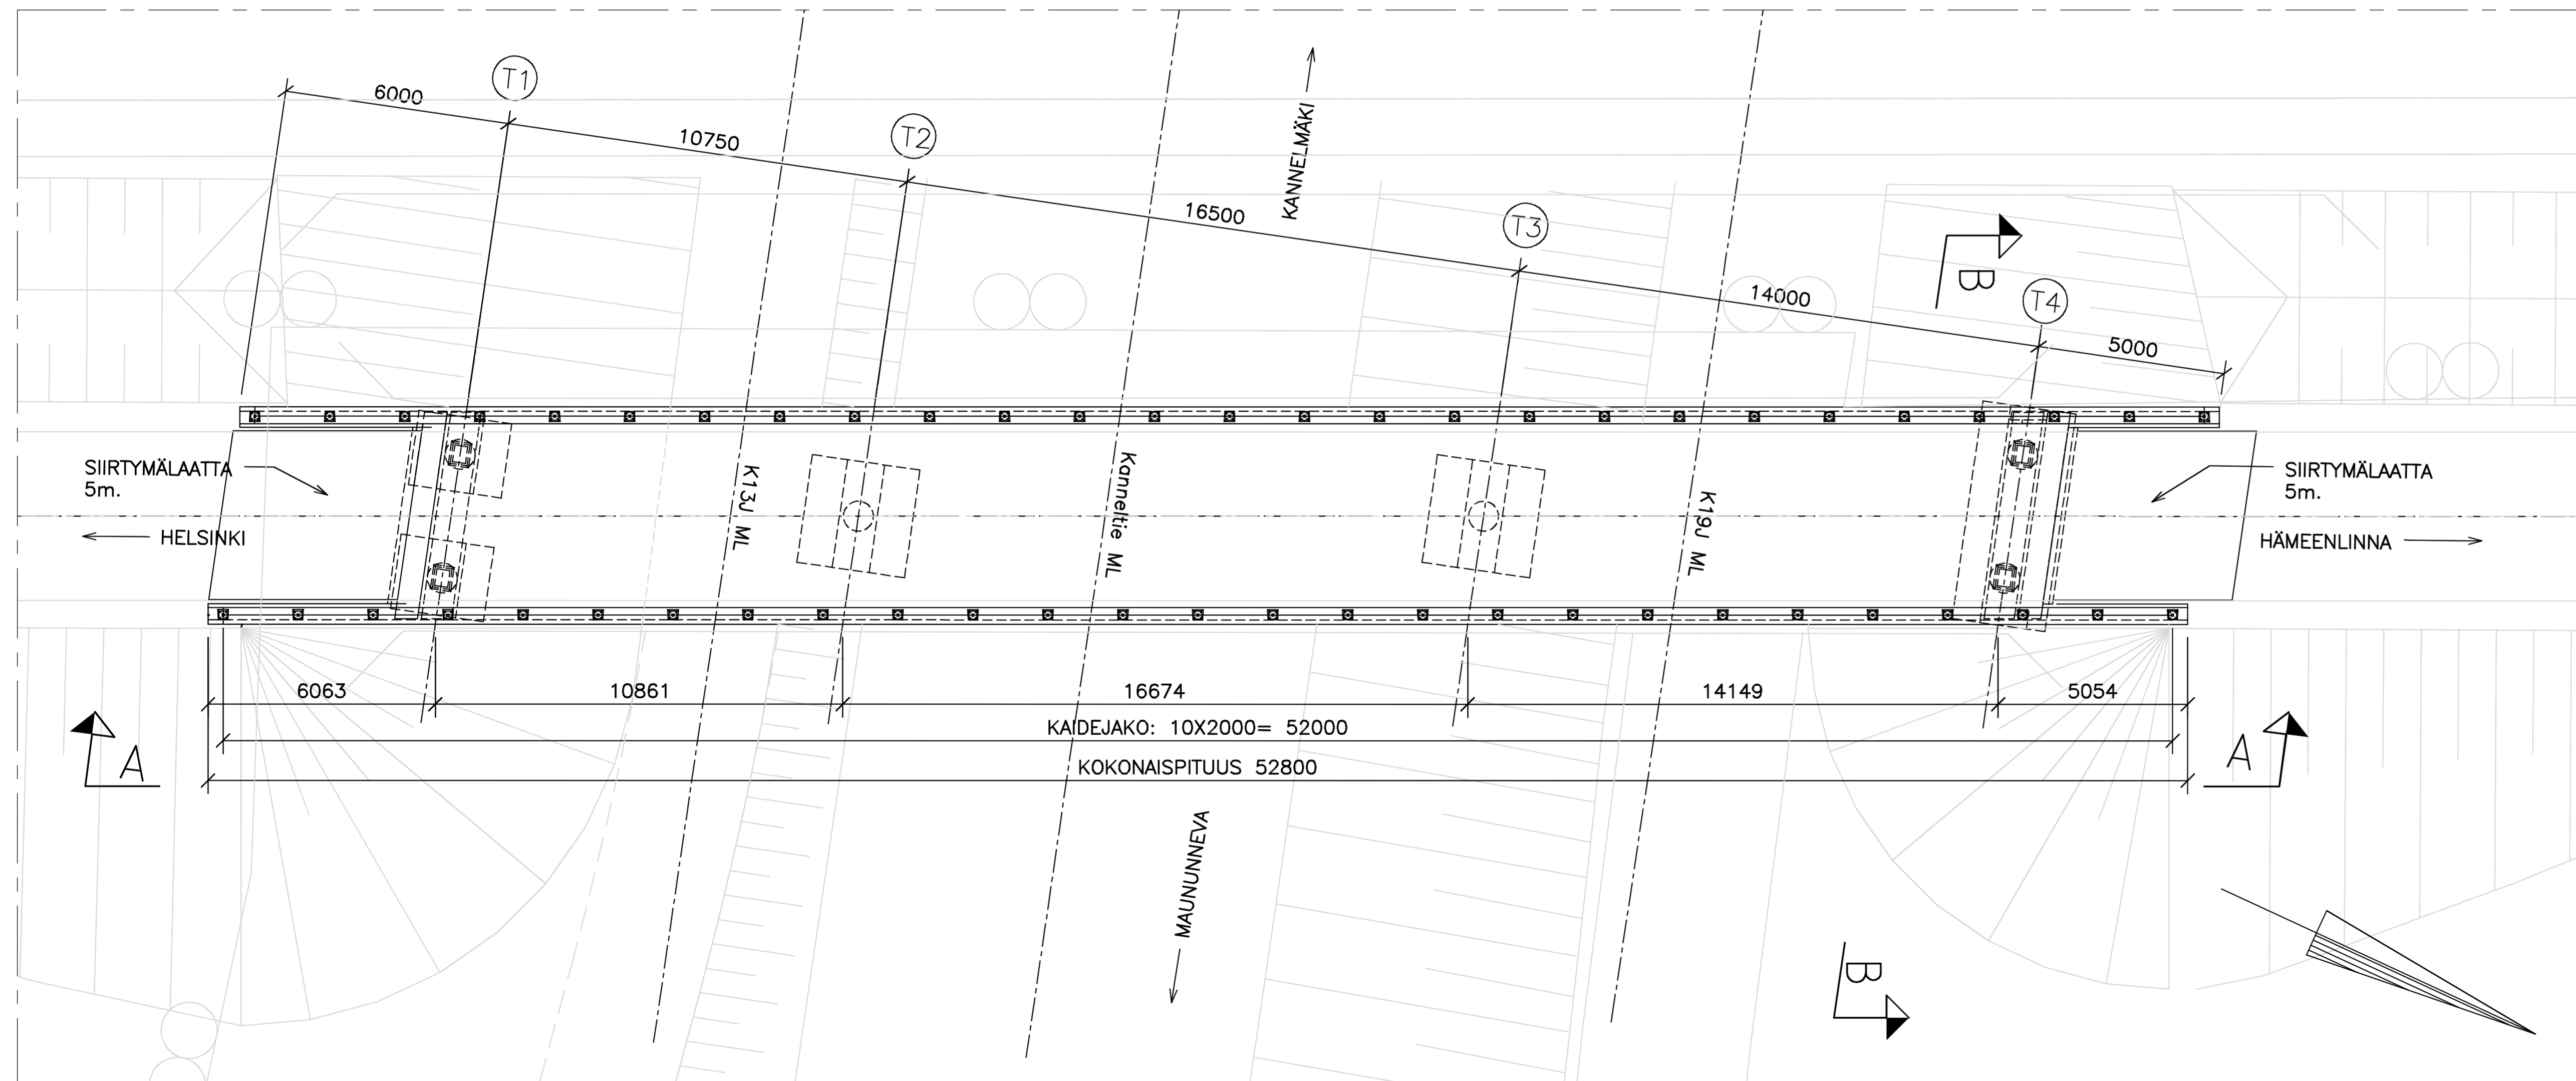 T1
6000
T2
10750
KANNELMÄKI
16500
T3
B
14000
T4
5000
SIIRTYMÄLAATTA
5m.
HELSINKI
K13J ML
Kanneltie ML
K19J ML
SIIRTYMÄLAATTA
5m.
HÄMEENLINNA
6063
10861
16674
14149
5054
KAIDEJAKO: 10X2000= 52000
KOKONAISPITUUS 52800
A
A
MAUNUNNEVA
B